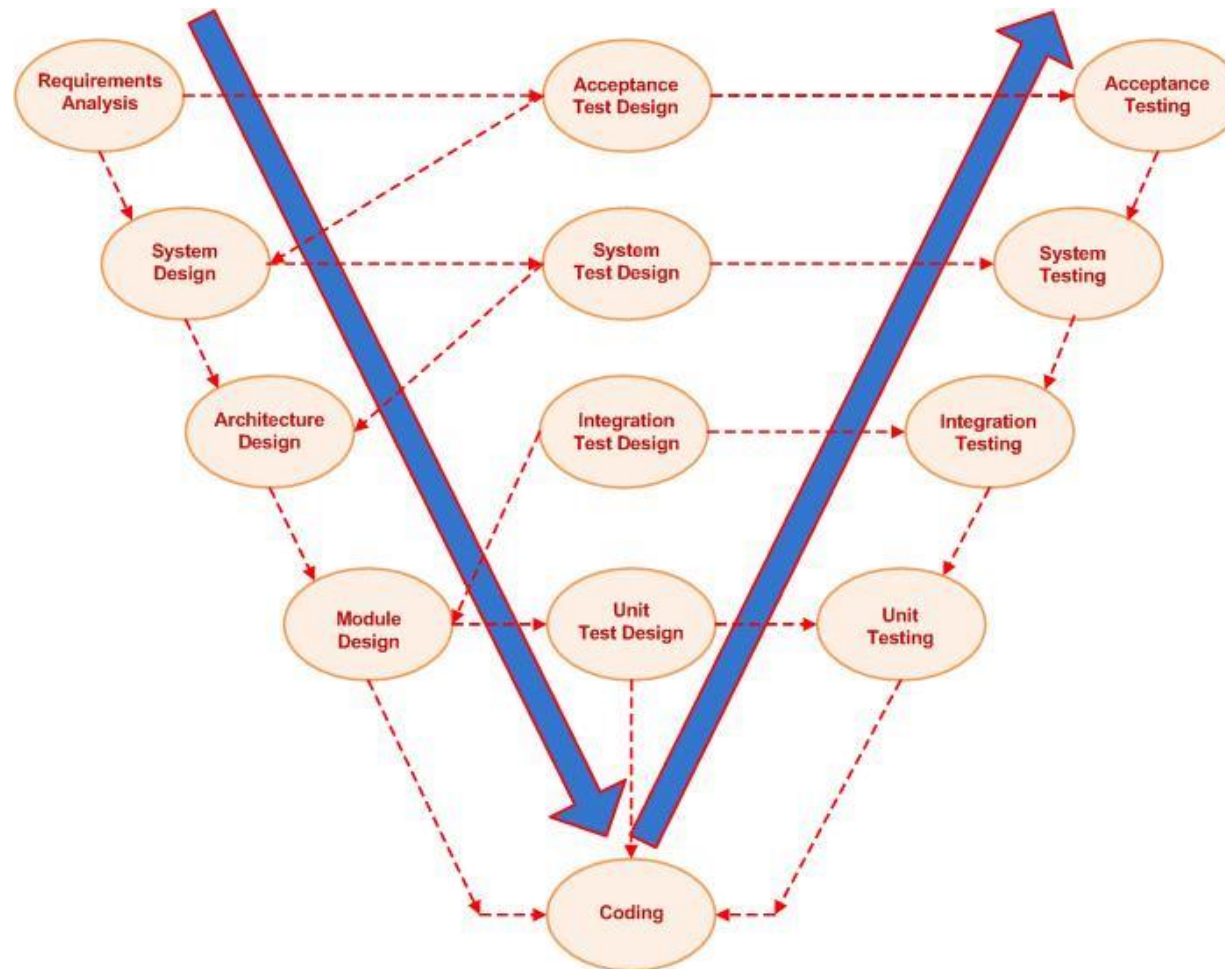 Requirements
Analysis
Acceptance
Test Design
Acceptance
Testing
System
Design
System
Test Design
System
Testing
Architecture
Design
Integration
Test Design
Integration
Testing
Module
Design
Unit
Test Design
Unit
Testing
Coding